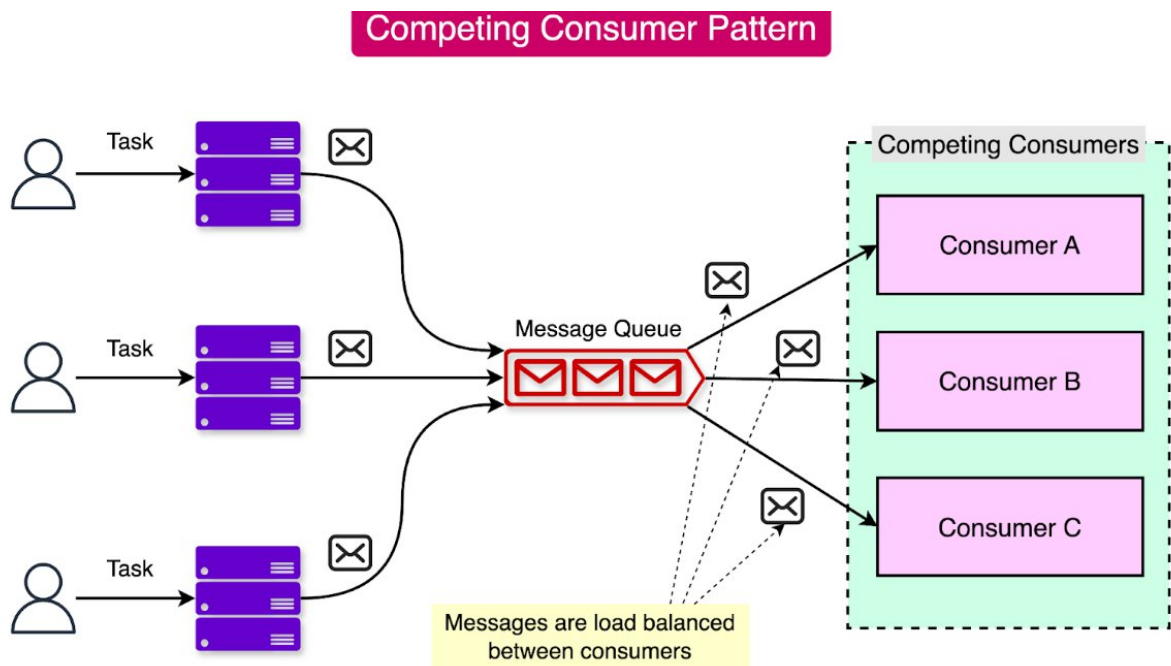 Competing Consumer Pattern
Task
Competing Consumers
Consumer A
Message Queue
Task
Consumer B
Consumer C
Task
Messages are load balanced
between consumers